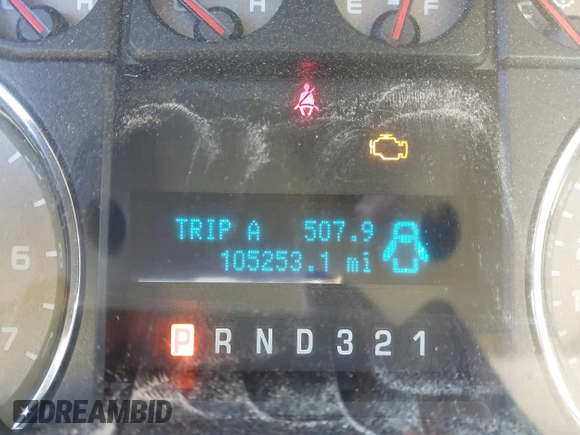 C H H E F C
TRIP A 507.9
105253.1 mi
6
7
P R N D 3 2 1
DREAMBID